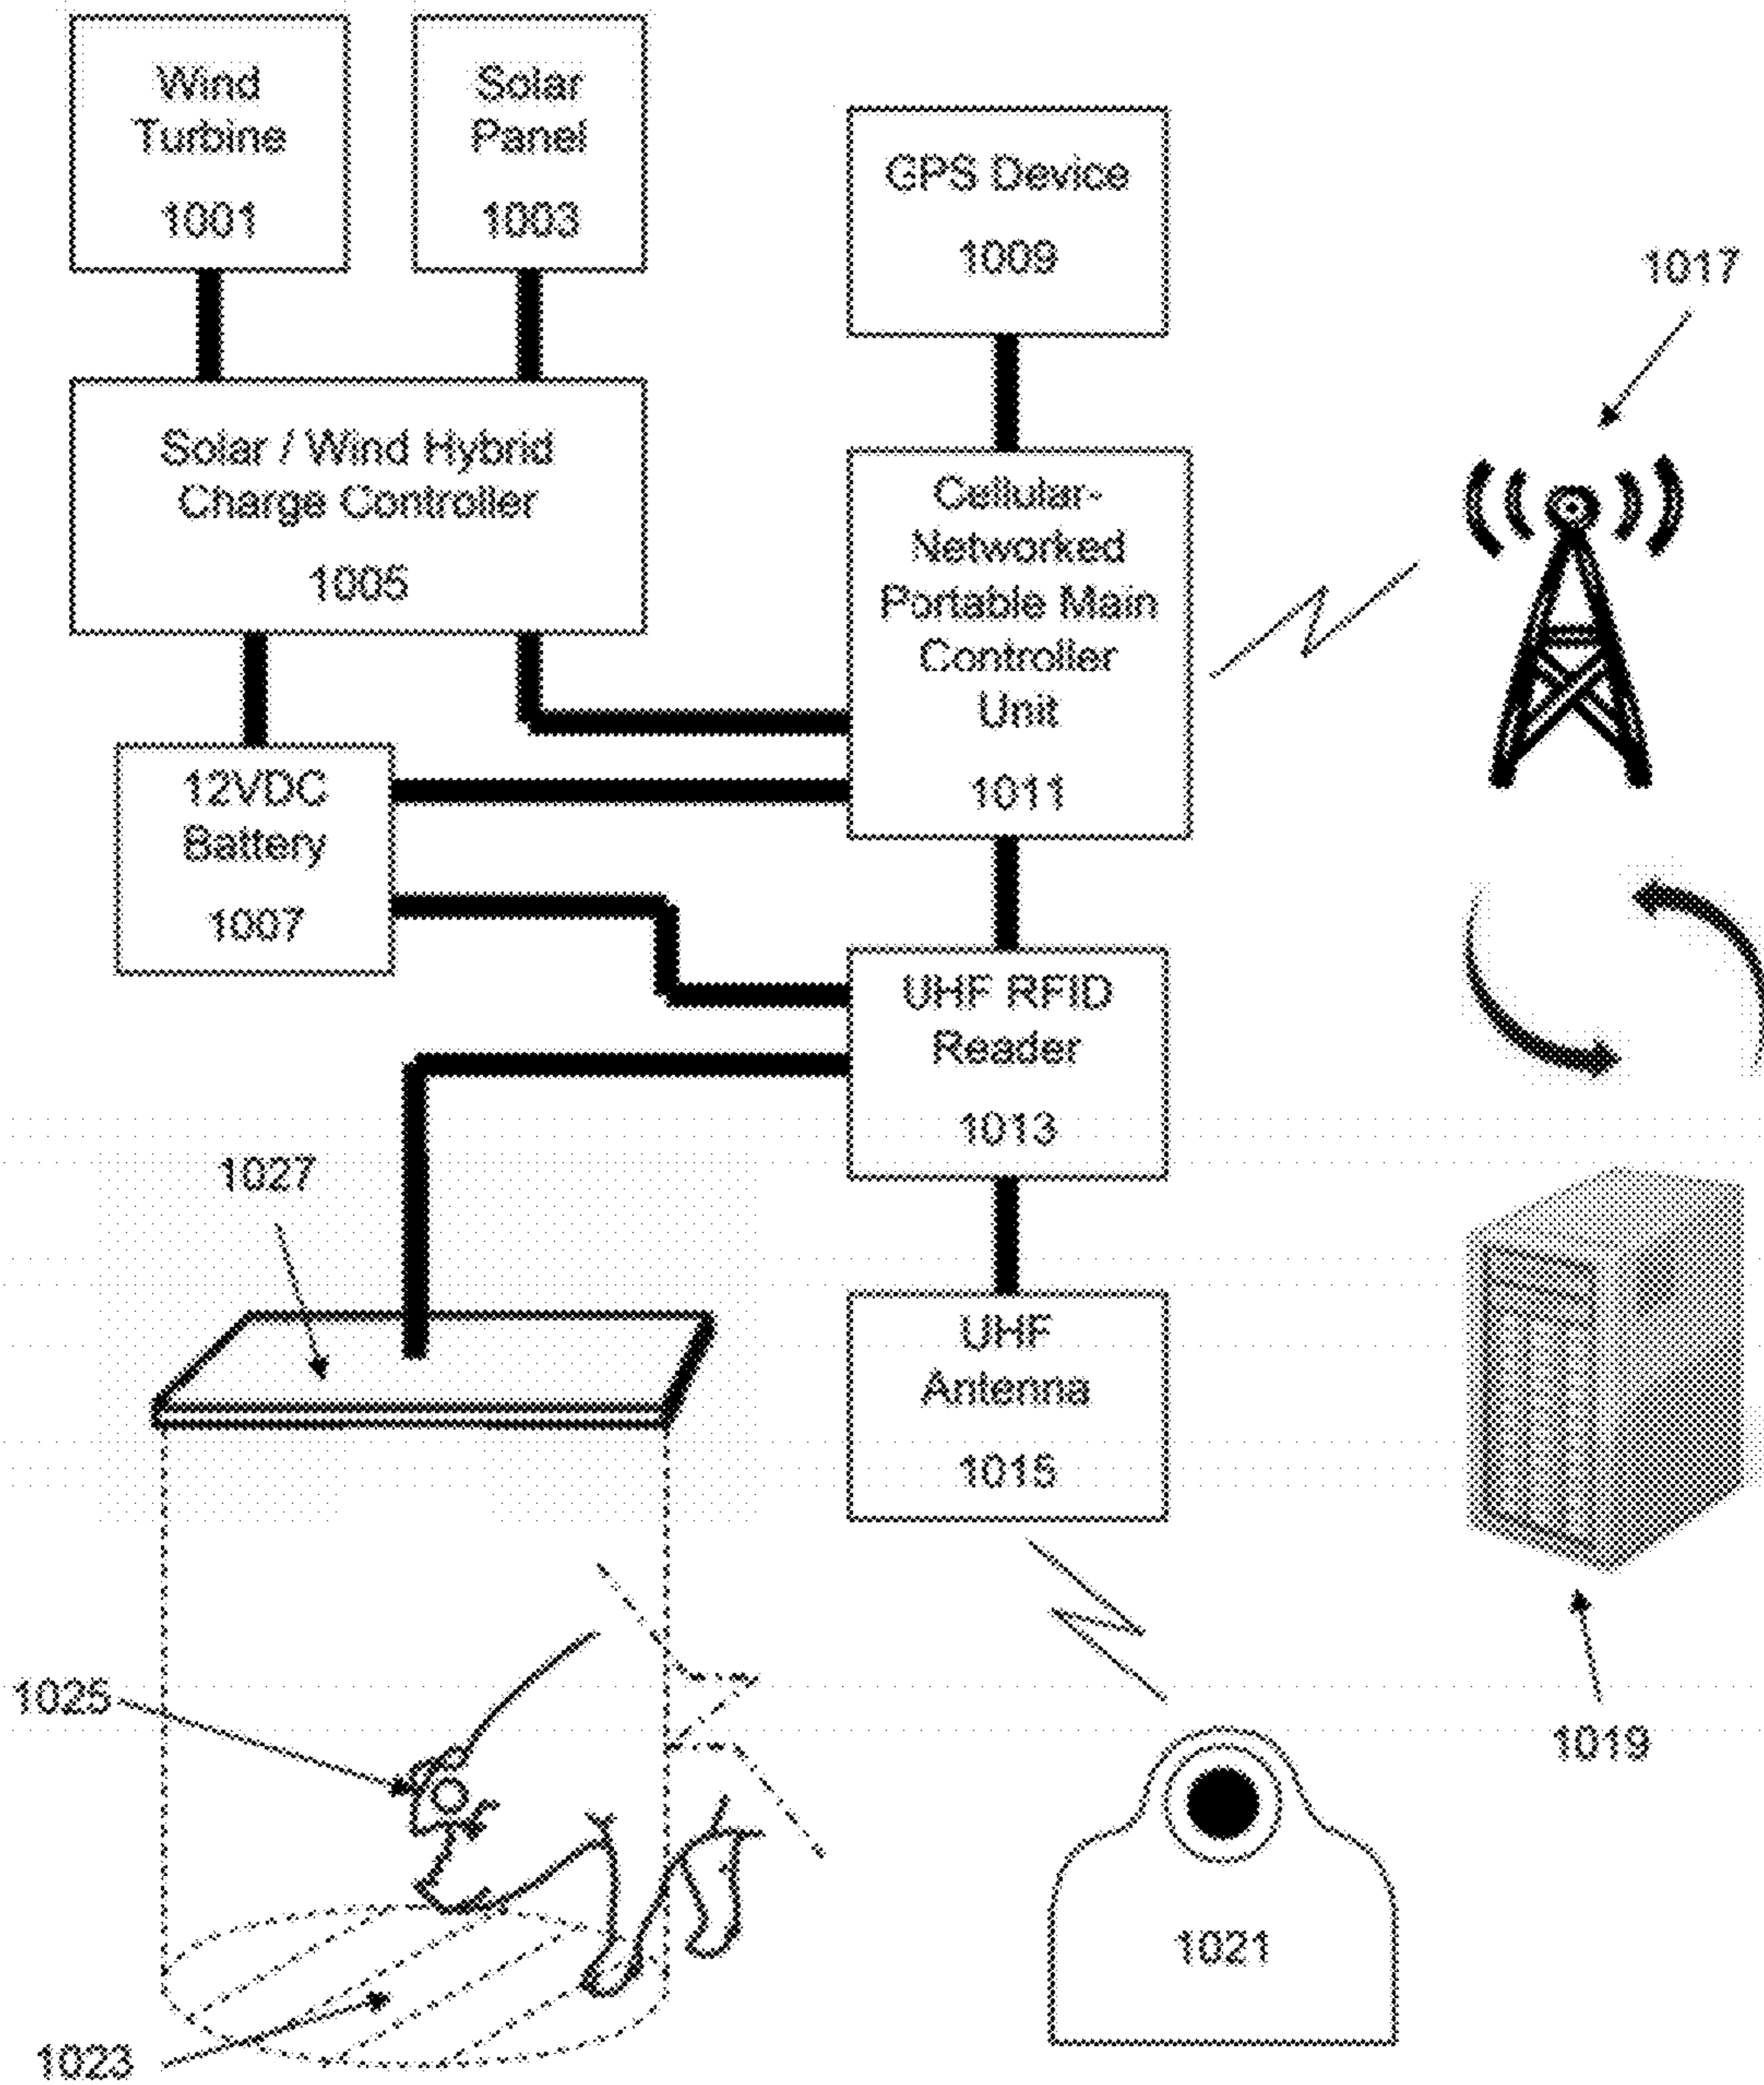 Wind
Turbine
1001
Solar
Panel
1003
GPS Device
1009
1017
Solar / Wind Hybrid
Charge Controller
1005
Cellular-
Networked
Portable Main
Controller
Unit
1011
12VDC
Battery
1007
UHF RFID
Reader
1013
1027
UHF
Antenna
1015
1025
1019
1021
1023